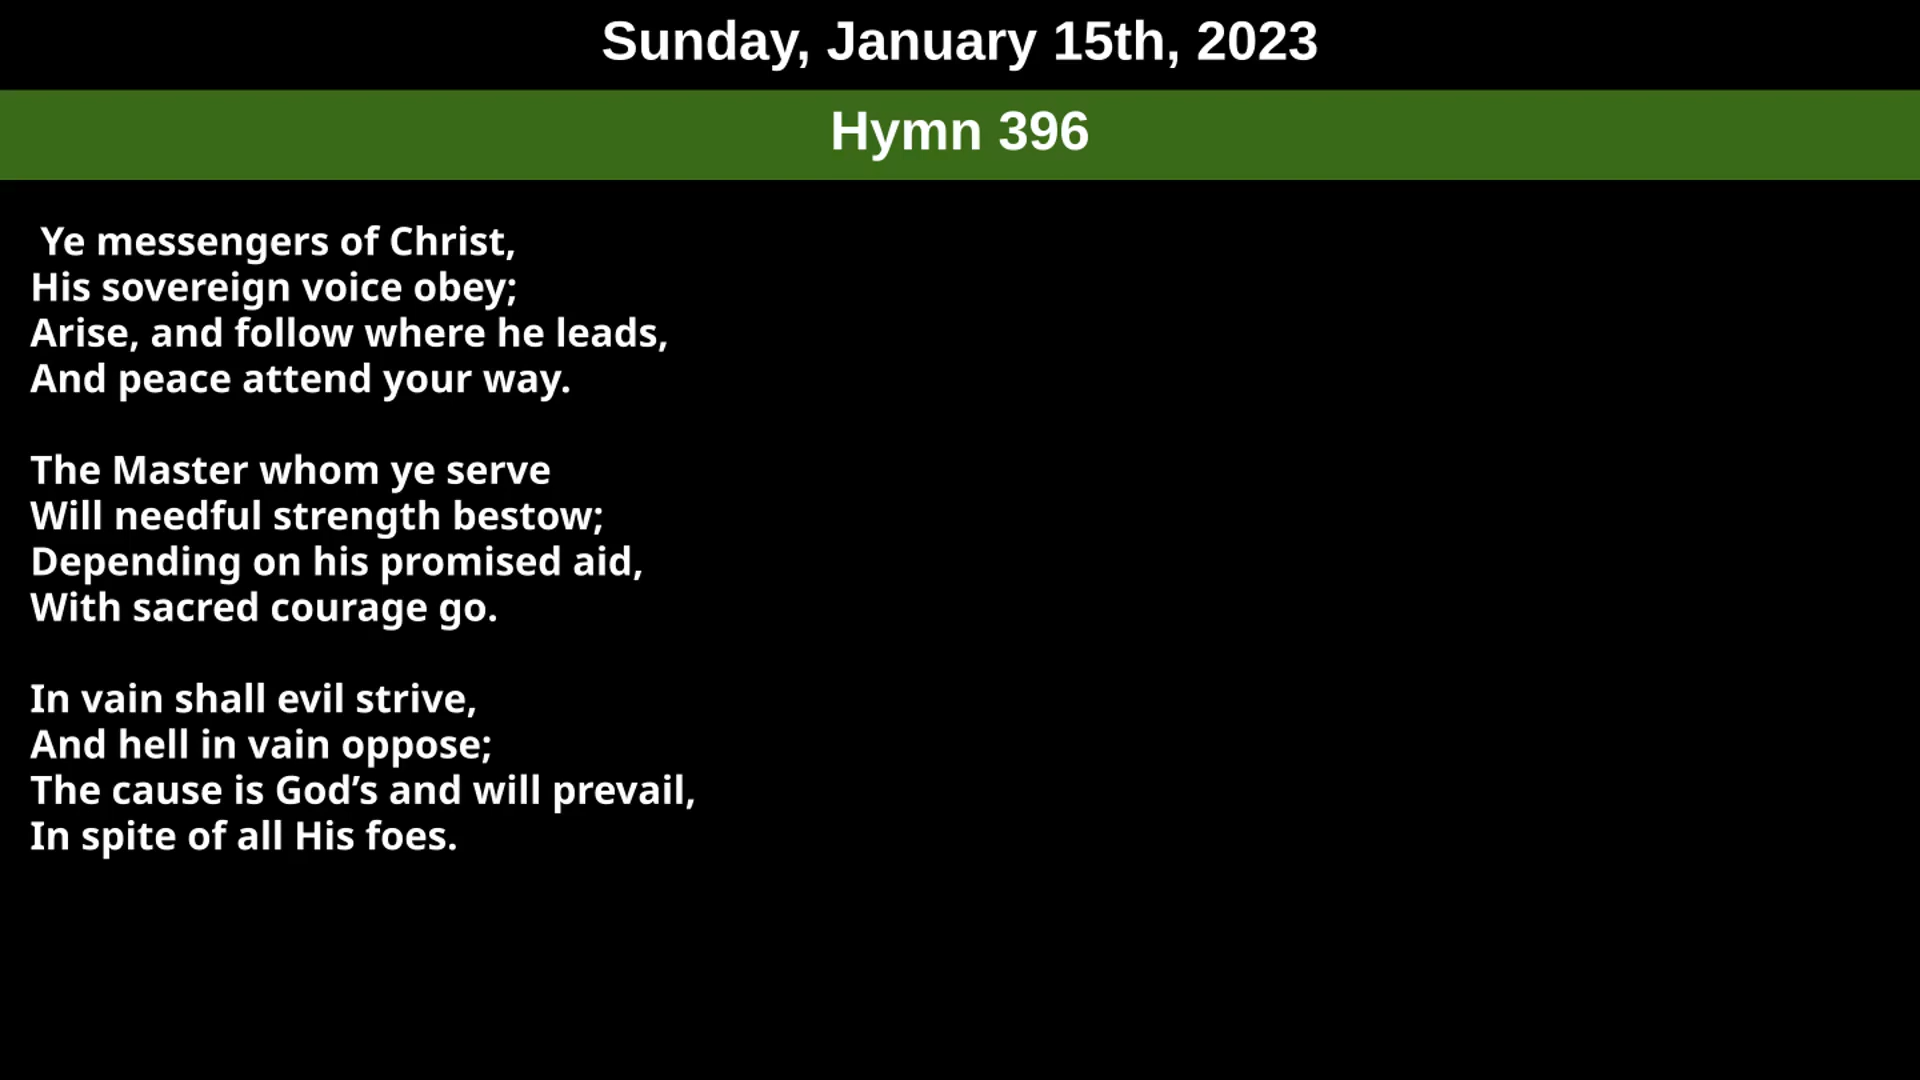 Sunday, January 15th, 2023
Hymn 396
Ye messengers of Christ,
His sovereign voice obey;
Arise, and follow where he leads,
And peace attend your way.
The Master whom ye serve
Will needful strength bestow;
Depending on his promised aid,
With sacred courage go.
In vain shall evil strive,
And hell in vain oppose;
The cause is God’s and will prevail,
In spite of all His foes.